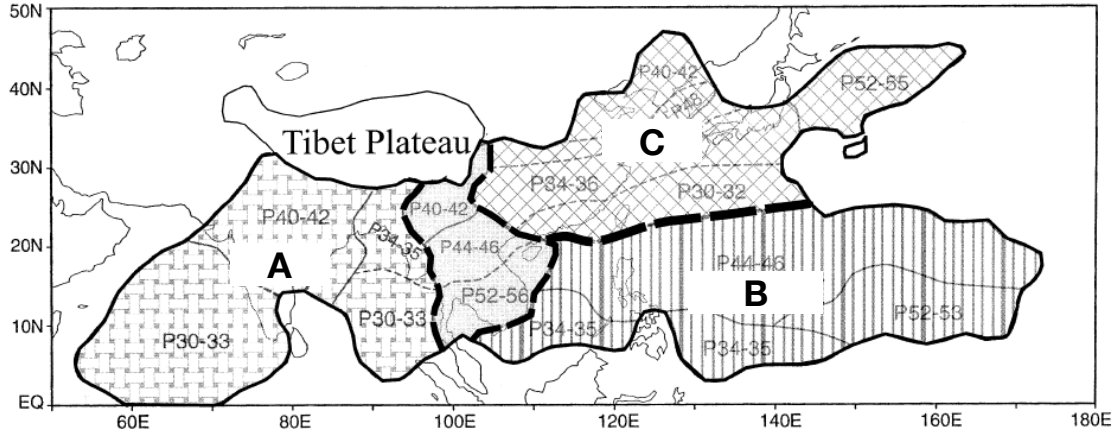 50N
40N
30N
20N
10N
EQ
60E
80E
100E
120E
140E
160E
180E
Tibet Plateau
A
B
C
P40-42
P34-35
P30-33
P30-33
P40-42
P44-46
P52-56
P40-42
P48
P52-55
P34-36
P30-32
P44-46
P52-53
P34-35
P34-35